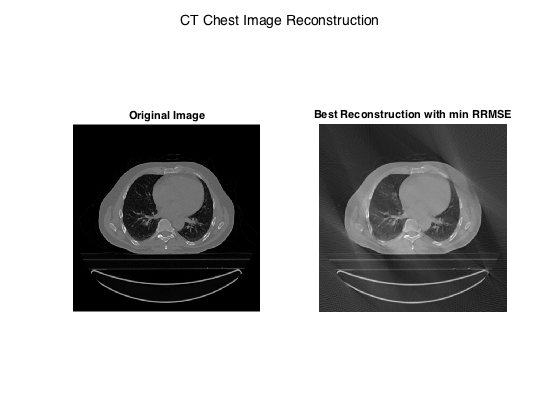 CT Chest Image Reconstruction
Original Image
Best Reconstruction with min RRMSE